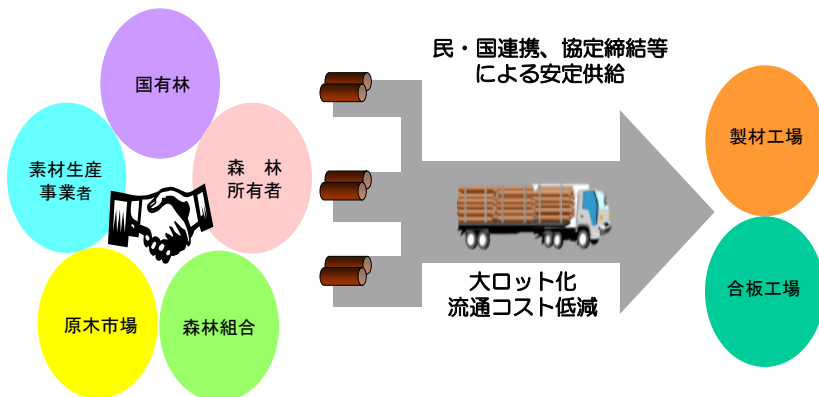 国有林
素材生産
事業者
森　林
所有者
原木市場
森林組合
民・国連携、協定締結等
による安定供給
大ロット化
流通コスト低減
製材工場
合板工場